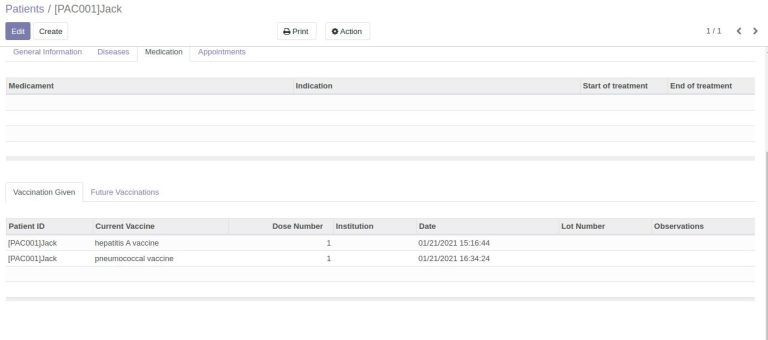 Patients / [PAC001]Jack
Edit Create Print Action 1 / 1
General Information Diseases Medication Appointments
Medicament Indication Start of treatment End of treatment
Vaccination Given Future Vaccinations
Patient ID Current Vaccine Dose Number Institution Date Lot Number Observations
[PAC001]Jack hepatitis A vaccine 1 01/21/2021 15:16:44
[PAC001]Jack pneumococcal vaccine 1 01/21/2021 16:34:24